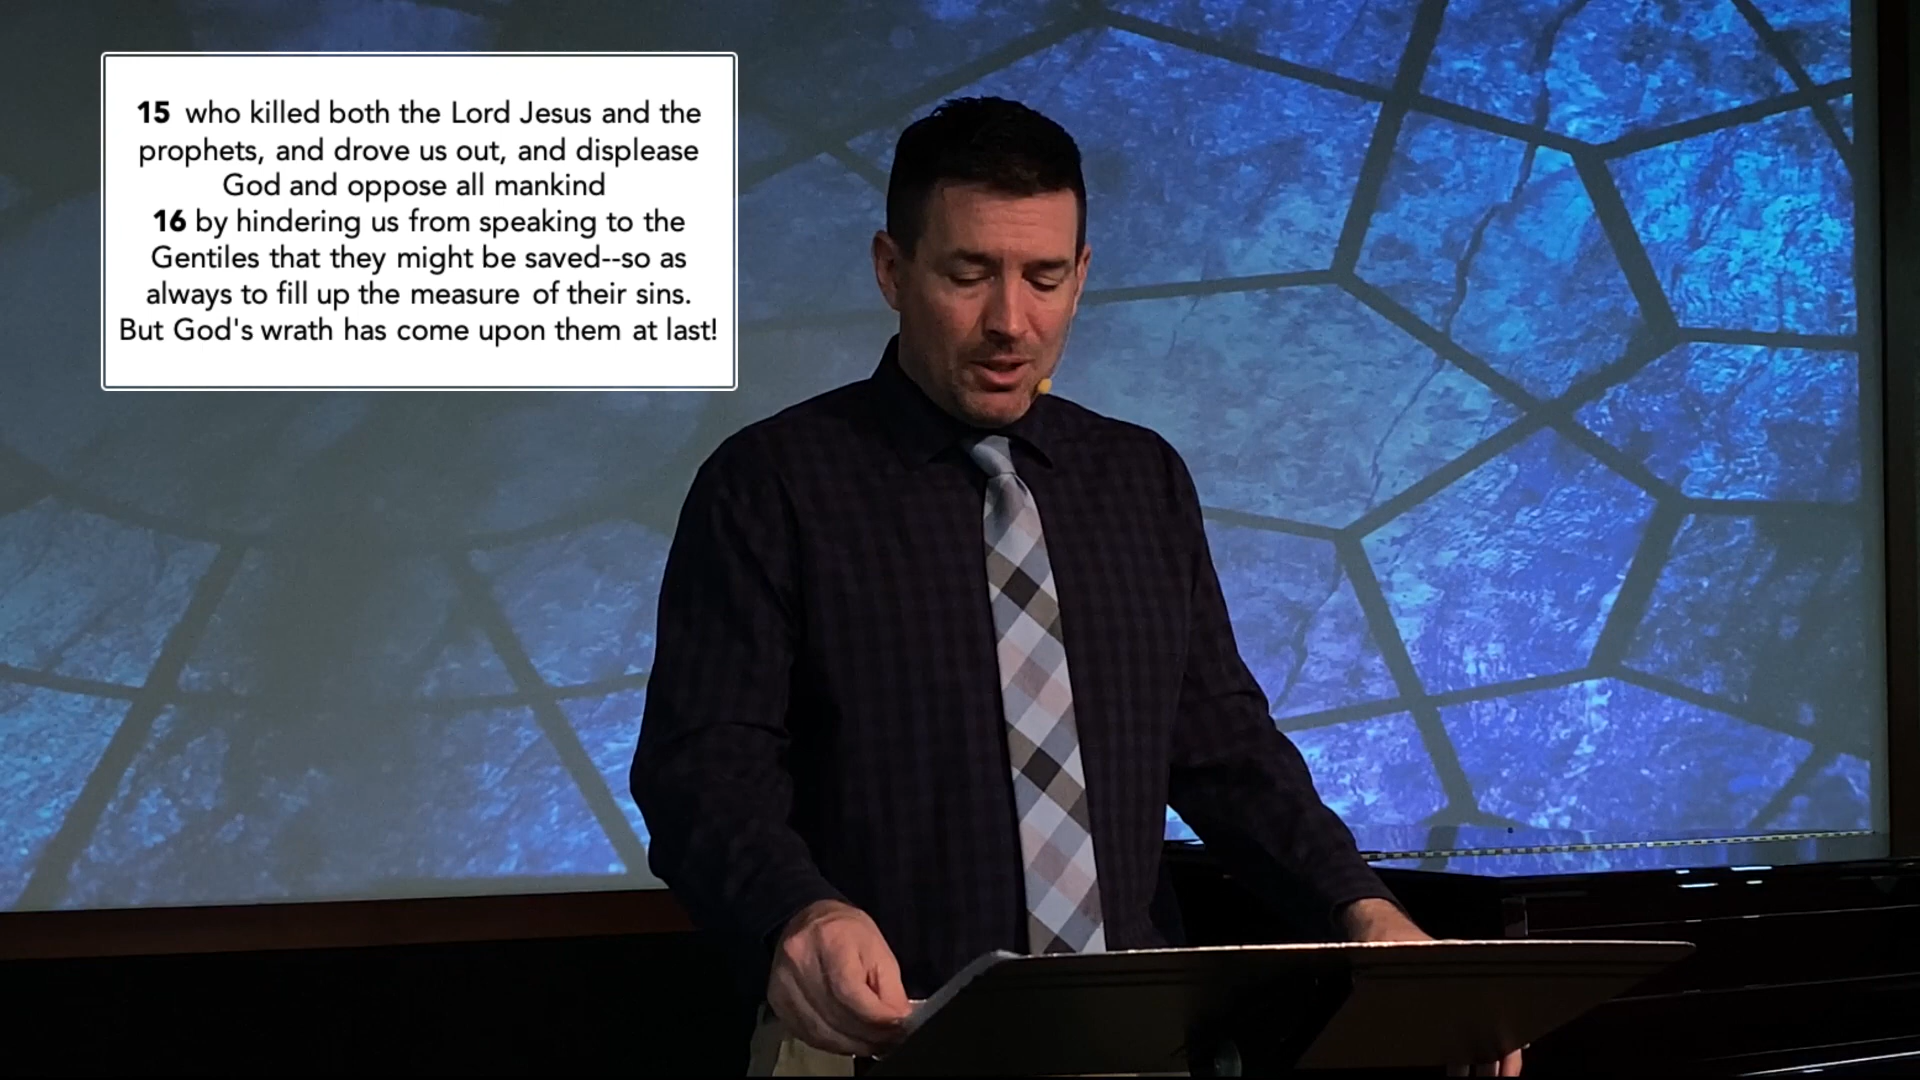 15 who killed both the Lord Jesus and the
prophets, and drove us out, and displease
God and oppose all mankind
16 by hindering us from speaking to the
Gentiles that they might be saved--so as
always to fill up the measure of their sins.
But God's wrath has come upon them at last!